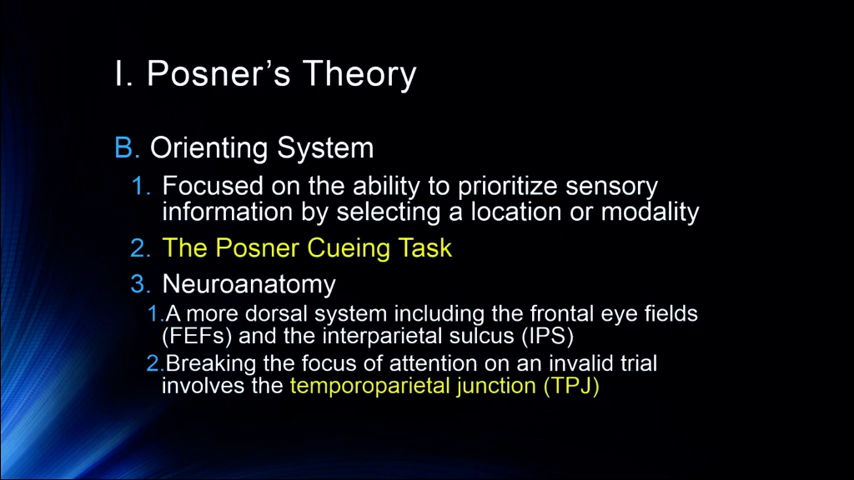 I. Posner’s Theory
B. Orienting System
1. Focused on the ability to prioritize sensory
information by selecting a location or modality
2. The Posner Cueing Task
3. Neuroanatomy
1.A more dorsal system including the frontal eye fields
(FEFs) and the interparietal sulcus (IPS)
2.Breaking the focus of attention on an invalid trial
involves the temporoparietal junction (TPJ)